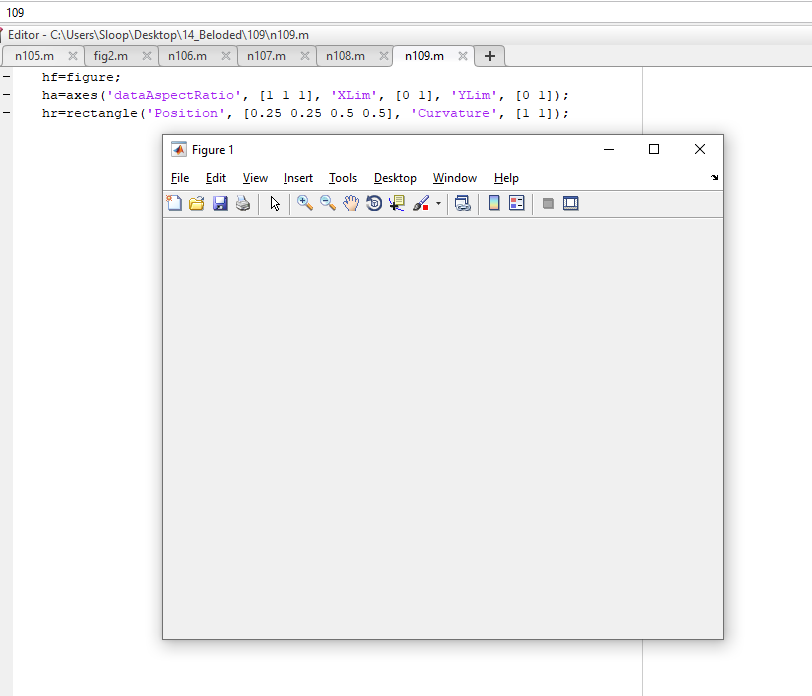 109
Editor - C:\Users\Sloop\Desktop\14_Beloded\109\n109.m
n105.m fig2.m n106.m n107.m n108.m n109.m
hf=figure;
ha=axes('dataAspectRatio', [1 1 1], 'XLim', [0 1], 'YLim', [0 1]);
hr=rectangle('Position', [0.25 0.25 0.5 0.5], 'Curvature', [1 1]);
Figure 1
File Edit View Insert Tools Desktop Window Help